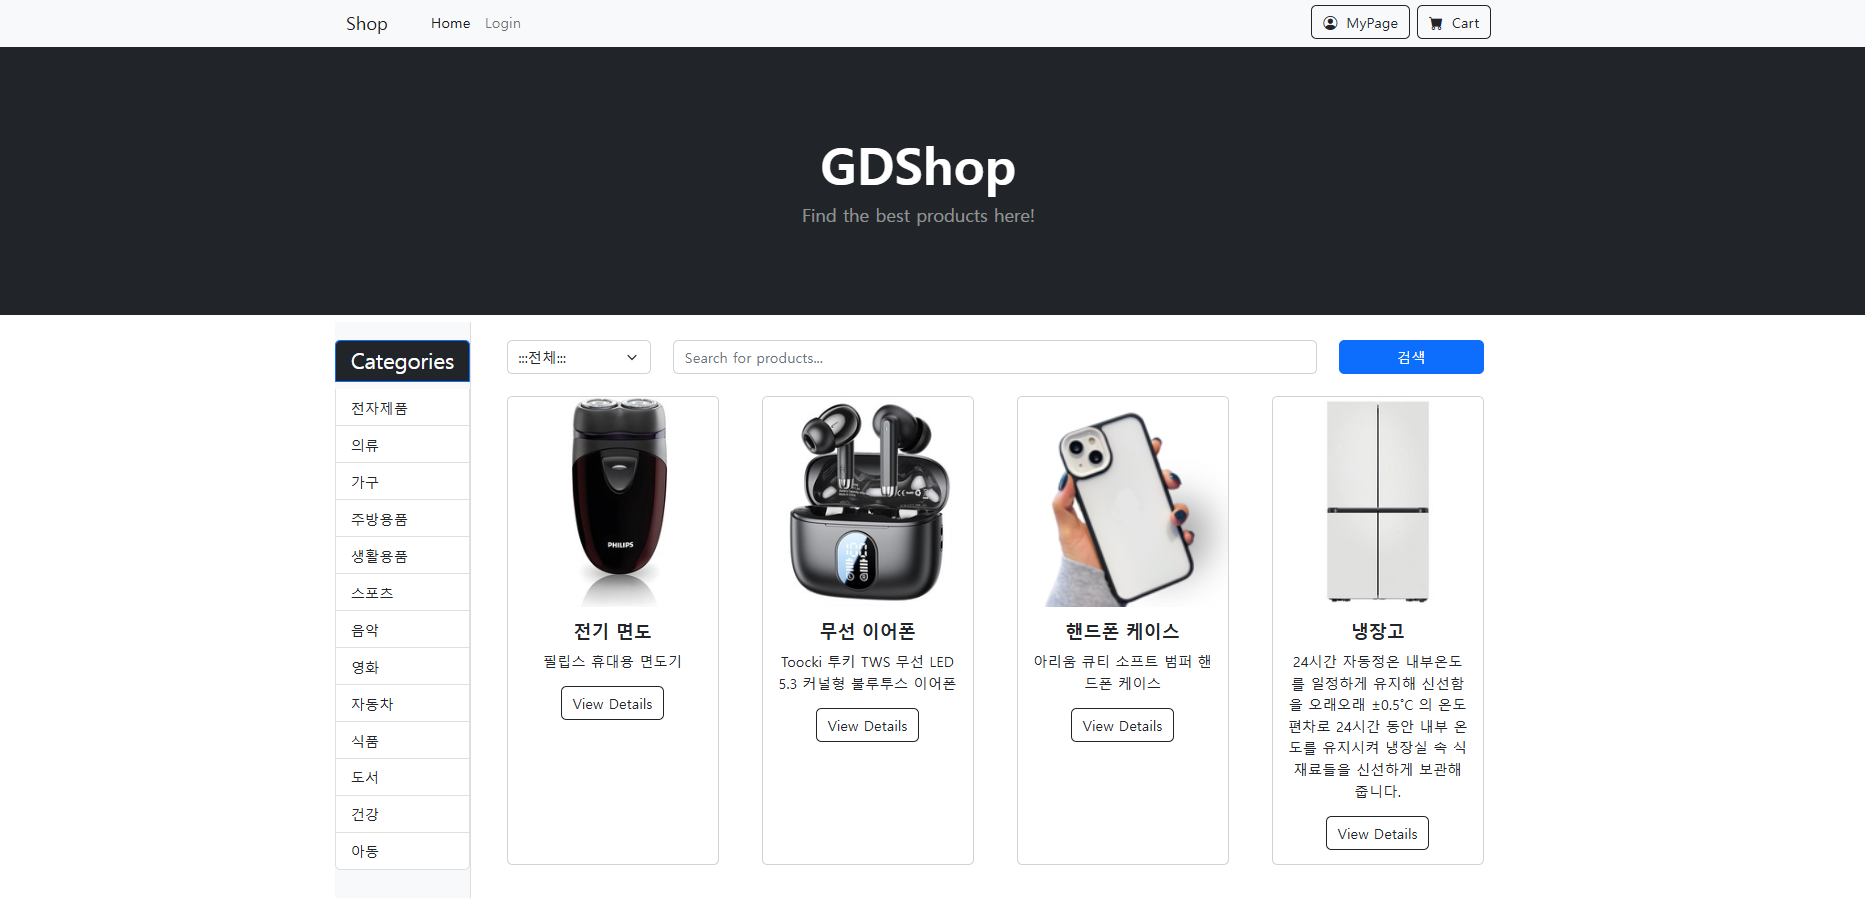 Shop
Home
Login
MyPage
Cart
GDShop
Find the best products here!
Categories
전자제품
의류
가구
주방용품
생활용품
스포츠
음악
영화
자동차
식품
도서
건강
아동
:::전체:::
Search for products...
검색
PHILIPS
전기 면도
필립스 휴대용 면도기
View Details
무선 이어폰
Toocki 투키 TWS 무선 LED
5.3 커널형 블루투스 이어폰
View Details
핸드폰 케이스
아리움 큐티 소프트 범퍼 핸
드폰 케이스
View Details
냉장고
24시간 자동정온 내부온도
를 일정하게 유지해 신선함
을 오래오래 ±0.5˚C 의 온도
편차로 24시간 동안 내부 온
도를 유지시켜 냉장실 속 식
재료들을 신선하게 보관해
줍니다.
View Details